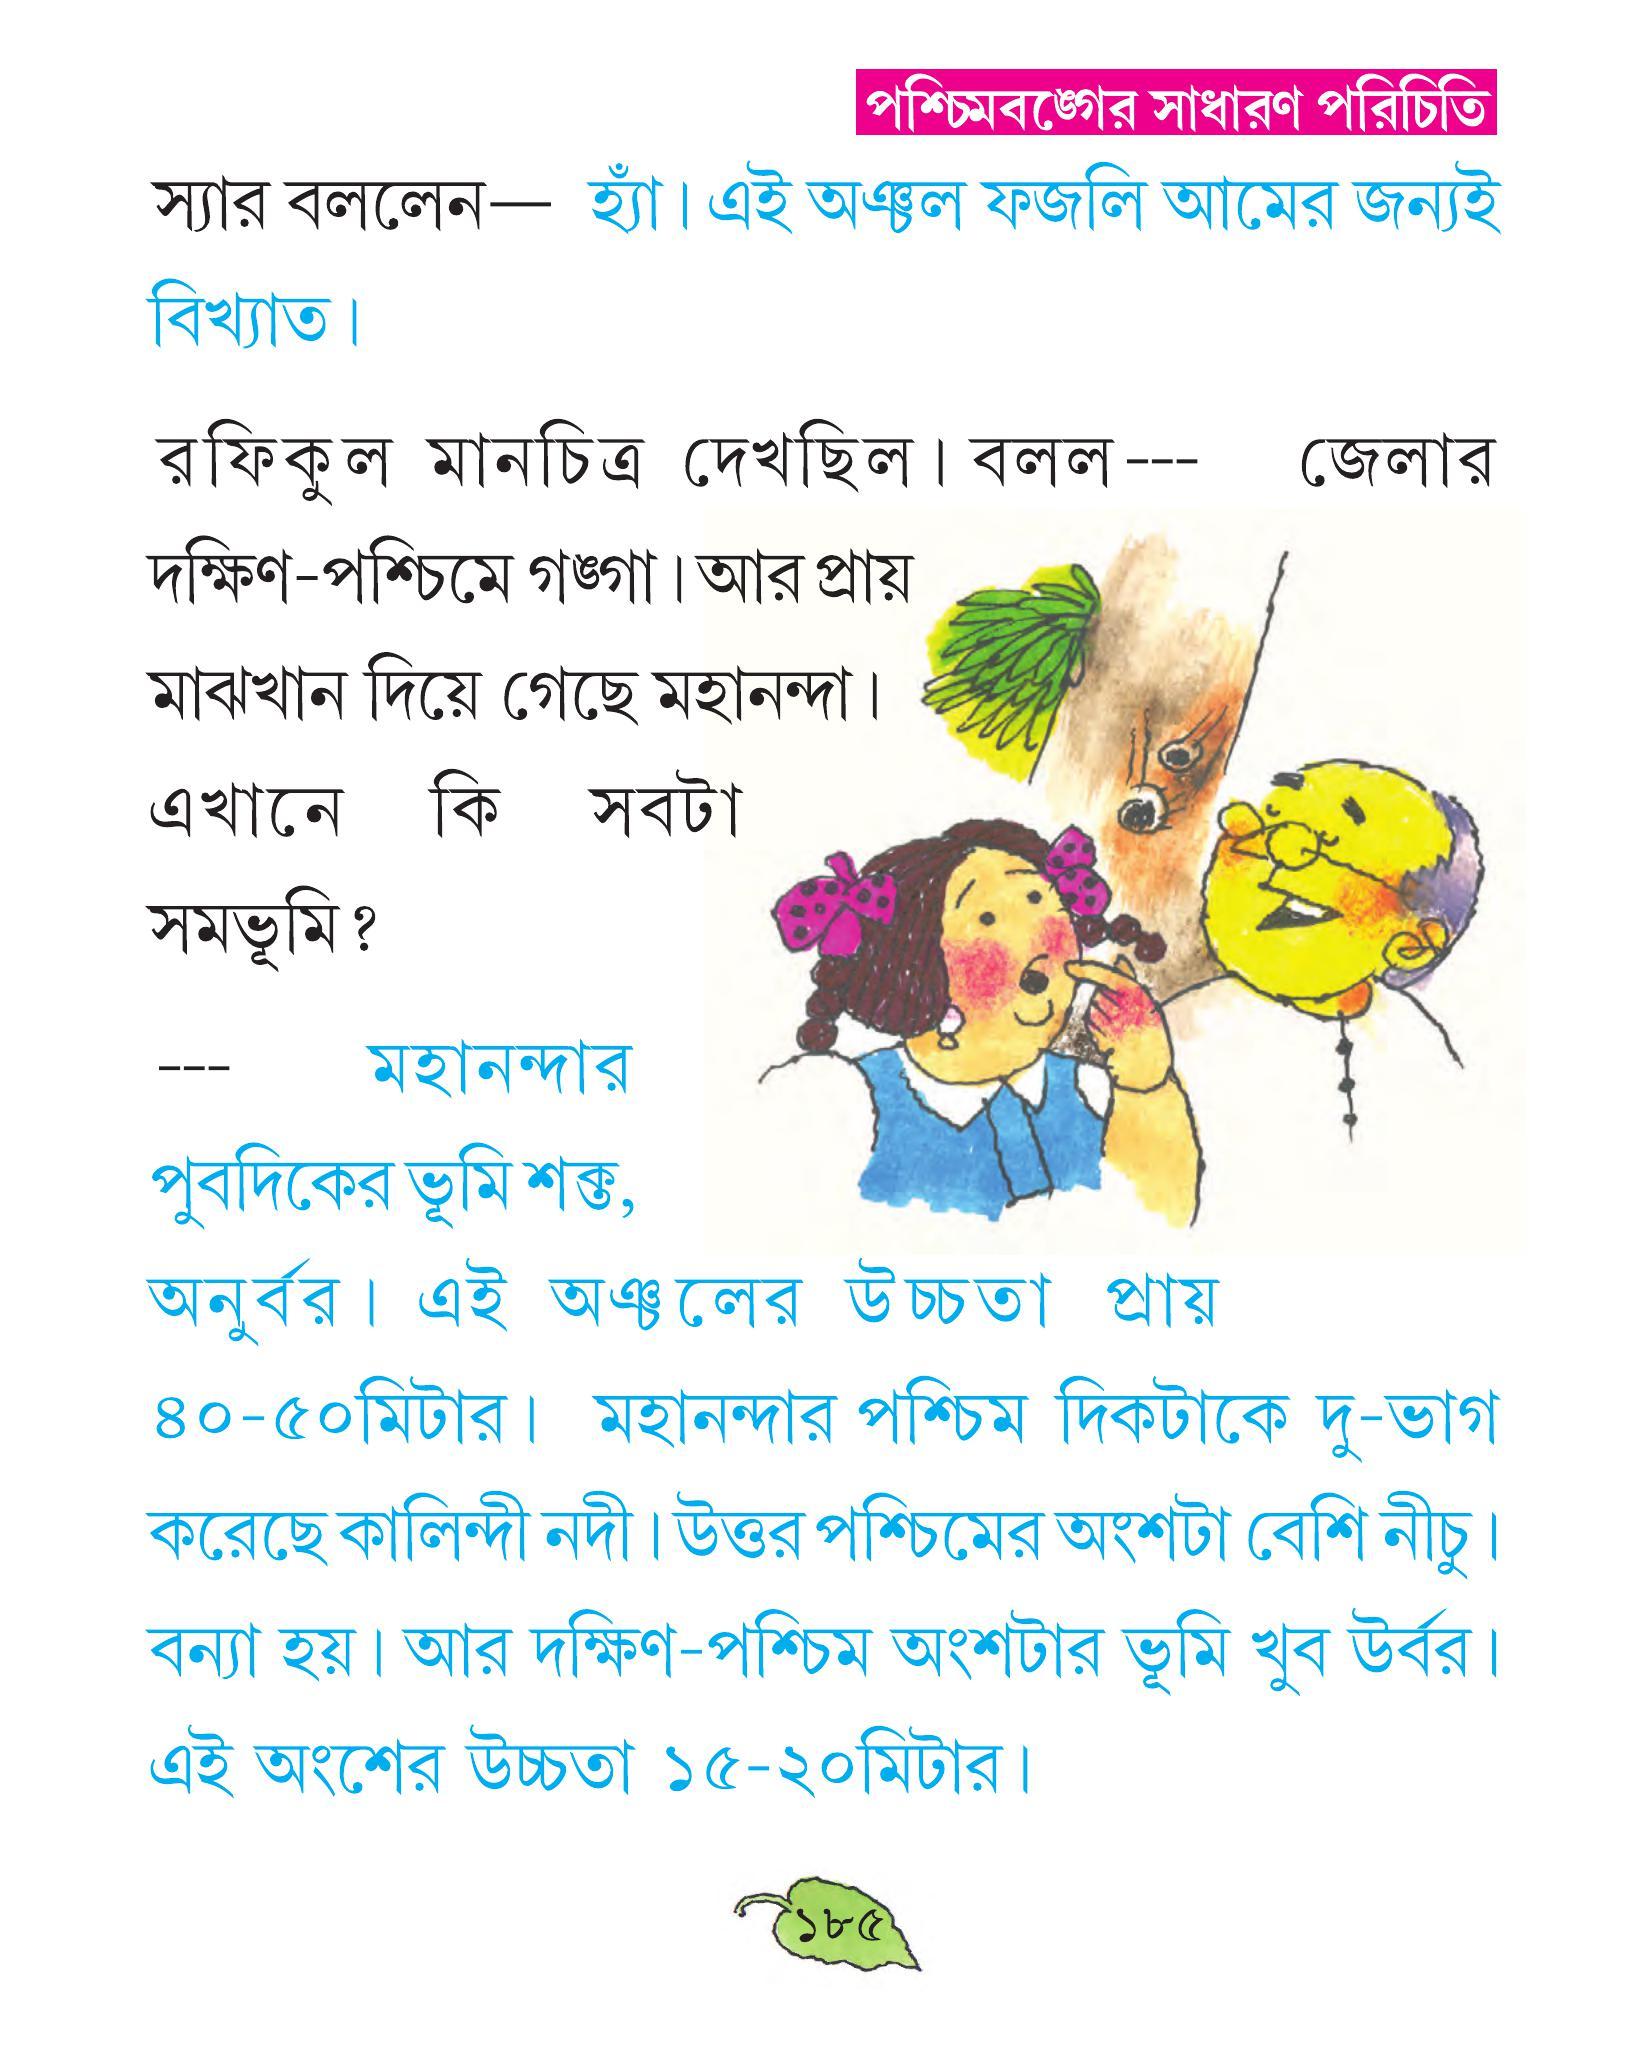 পশ্চিমবঙ্গের সাধারণ পরিচিতি
স্যার বললেন— হ্যাঁ। এই অঞ্চল ফজলি আমের জন্যই
বিখ্যাত।
রফিকুল মানচিত্র দেখছিল। বলল--- জেলার
দক্ষিণ-পশ্চিমে গঙ্গা। আর প্রায়
মাঝখান দিয়ে গেছে মহানন্দা।
এখানে কি সবটা
সমভূমি?
--- মহানন্দার
পুবদিকের ভূমি শক্ত,
অনুর্বর। এই অঞ্চলের উচ্চতা প্রায়
৪০-৫০মিটার। মহানন্দার পশ্চিম দিকটাকে দু-ভাগ
করেছে কালিন্দী নদী। উত্তর পশ্চিমের অংশটা বেশি নীচু।
বন্যা হয়। আর দক্ষিণ-পশ্চিম অংশটার ভূমি খুব উর্বর।
এই অংশের উচ্চতা ১৫-২০মিটার।
১৮৫